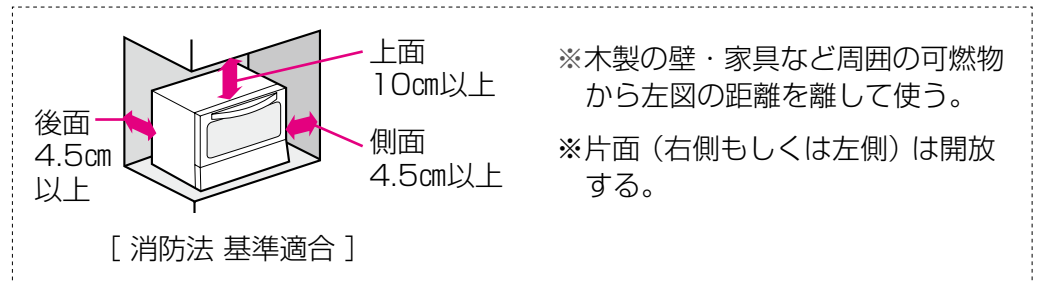 上面
10㎝以上
後面
4.5㎝
以上
側面
4.5㎝以上
[ 消防法 基準適合 ]
※木製の壁・家具など周囲の可燃物
から左図の距離を離して使う。
※片面（右側もしくは左側）は開放
する。